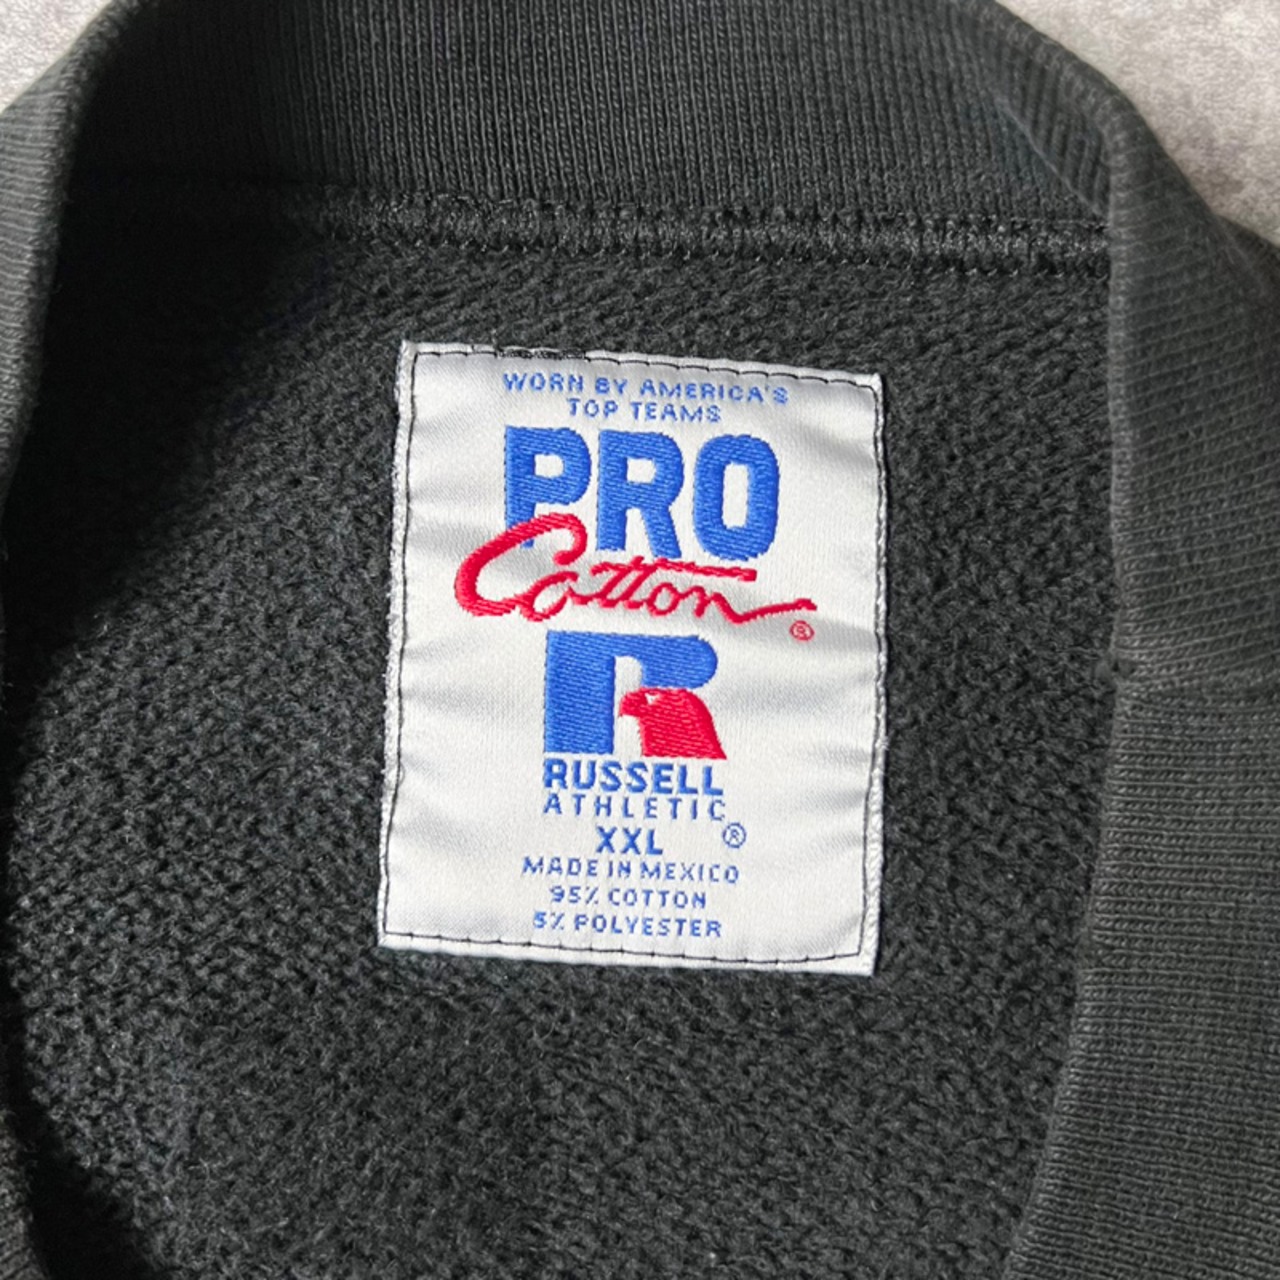 WORN BY AMERICA'S
TOP TEAMS
PRO
Cotton ®
R
RUSSELL
ATHLETIC ®
XXL
MADE IN MEXICO
95% COTTON
5% POLYESTER